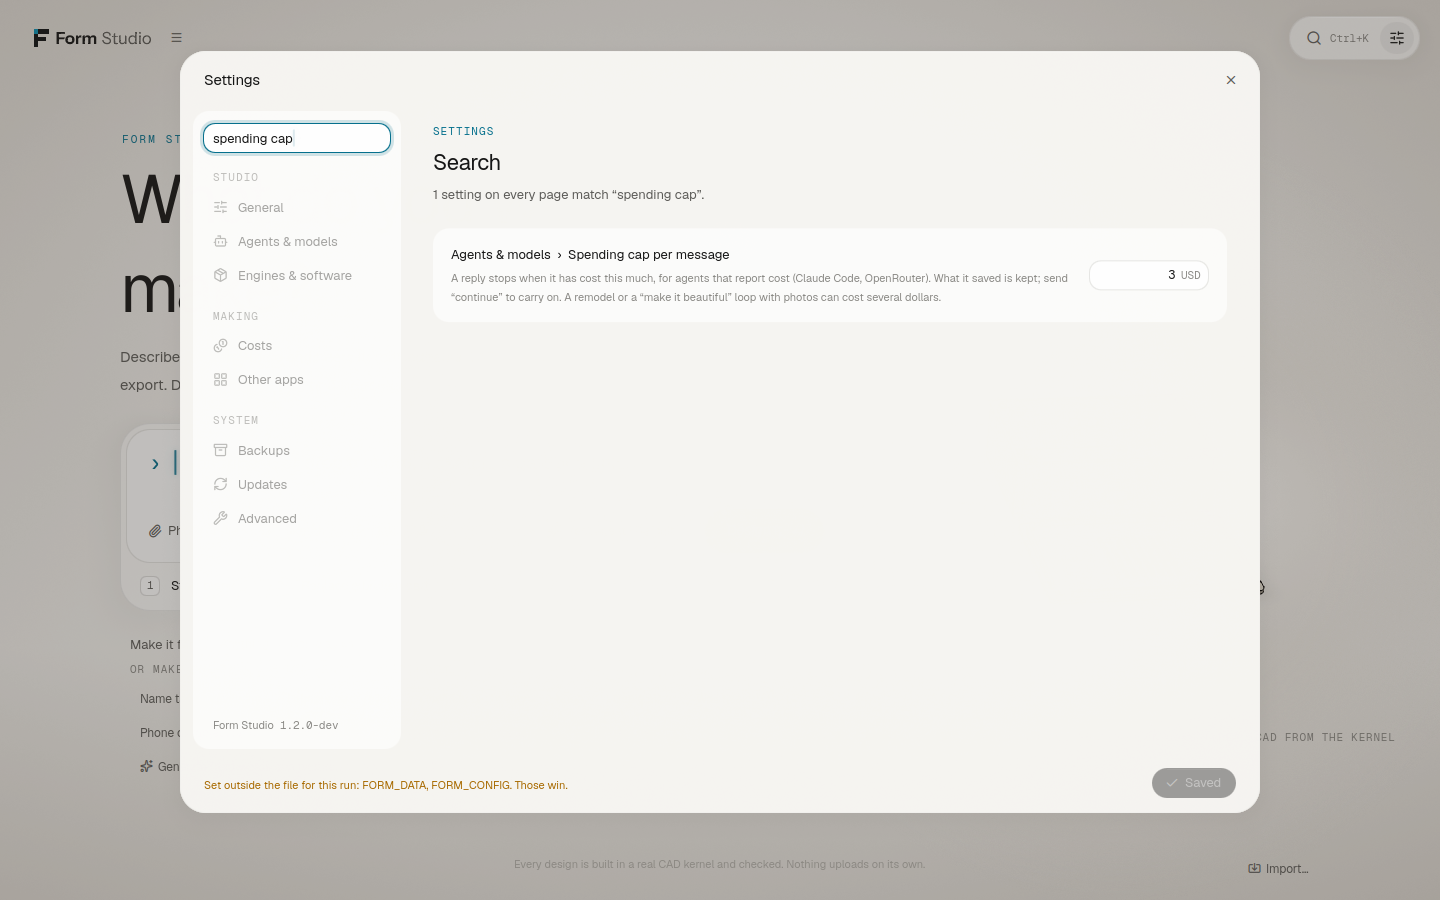 Form Studio
Ctrl+K
Settings
spending cap
STUDIO
General
Agents & models
Engines & software
MAKING
Costs
Other apps
SYSTEM
Backups
Updates
Advanced
Form Studio 1.2.0-dev
SETTINGS
Search
1 setting on every page match “spending cap”.
Agents & models › Spending cap per message
A reply stops when it has cost this much, for agents that report cost (Claude Code, OpenRouter). What it saved is kept; send
“continue” to carry on. A remodel or a “make it beautiful” loop with photos can cost several dollars.
3 USD
Set outside the file for this run: FORM_DATA, FORM_CONFIG. Those win.
Saved
FORM ST
W
ma
Describe
export. D
›
Ph
1
Make it f
OR MAKE
Name t
Phone
Gen
CAD FROM THE KERNEL
Every design is built in a real CAD kernel and checked. Nothing uploads on its own.
Import...